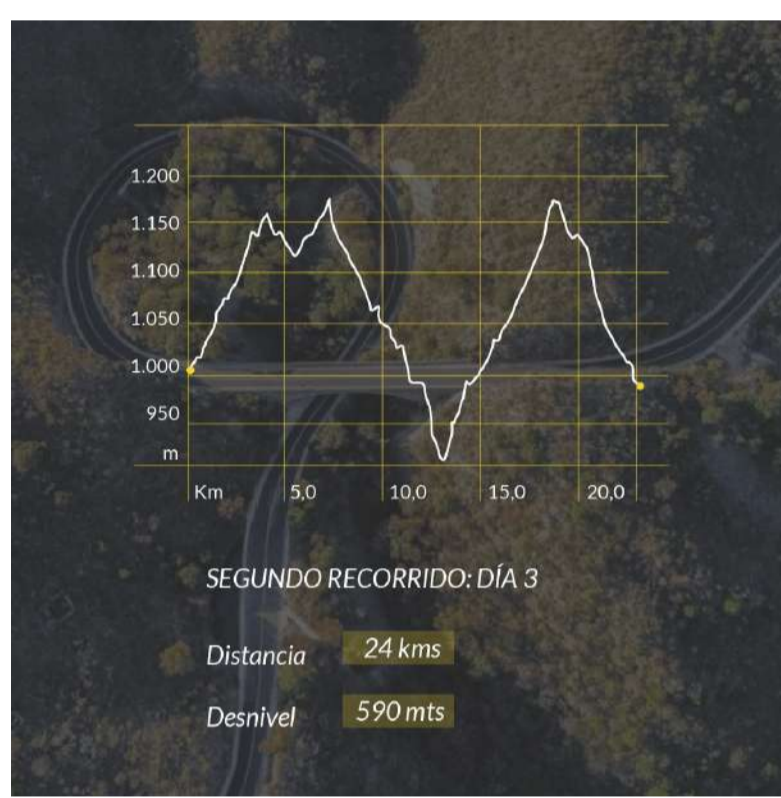 1.200
1.150
1.100
1.050
1.000
950
m
Km 5,0 10,0 15,0 20,0
SEGUNDO RECORRIDO: DÍA 3
Distancia 24 kms
Desnivel 590 mts